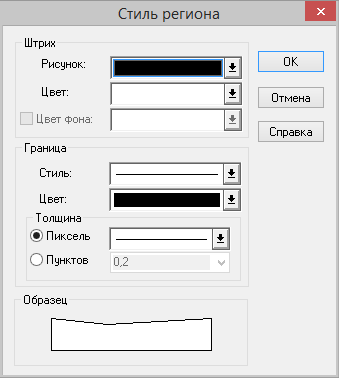 Стиль региона
Штрих
Рисунок:
Цвет:
Цвет фона:
OK
Отмена
Справка
Граница
Стиль:
Цвет:
Толщина
Пиксель
Пунктов
0,2
Образец